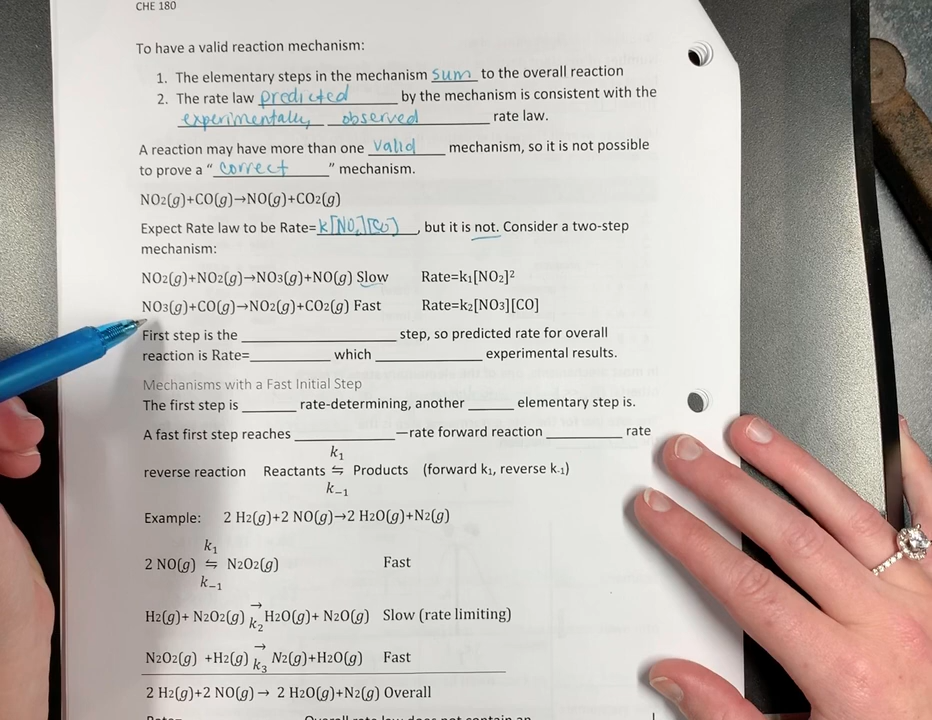 CHE 180
To have a valid reaction mechanism:
1. The elementary steps in the mechanism sum to the overall reaction
2. The rate law predicted by the mechanism is consistent with the
experimentally observed rate law.
A reaction may have more than one valid mechanism, so it is not possible
to prove a “correct” mechanism.
NO2(g)+CO(g)→NO(g)+CO2(g)
Expect Rate law to be Rate=k[NO2][CO], but it is not. Consider a two-step
mechanism:
NO2(g)+NO2(g)→NO3(g)+NO(g) Slow Rate=k1[NO2]²
NO3(g)+CO(g)→NO2(g)+CO2(g) Fast Rate=k2[NO3][CO]
First step is the ____________________ step, so predicted rate for overall
reaction is Rate=__________ which _____________ experimental results.
Mechanisms with a Fast Initial Step
The first step is _______ rate-determining, another ______ elementary step is.
A fast first step reaches _____________—rate forward reaction __________ rate
k1
reverse reaction Reactants ⇋ Products (forward k1, reverse k-1)
k−1
Example: 2 H2(g)+2 NO(g)→2 H2O(g)+N2(g)
k1
2 NO(g) ⇋ N2O2(g) Fast
k−1
H2(g)+ N2O2(g) →k2 H2O(g)+ N2O(g) Slow (rate limiting)
N2O2(g) +H2(g) →k3 N2(g)+H2O(g) Fast
2 H2(g)+2 NO(g) → 2 H2O(g)+N2(g) Overall